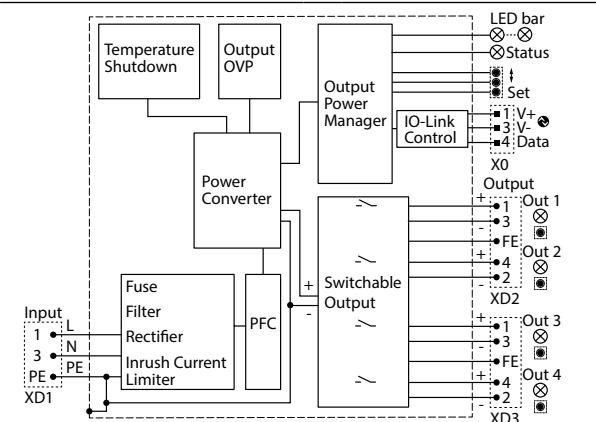 LED bar
Status
Set
Temperature
Shutdown
Output
OVP
Output
Power
Manager
IO-Link
Control
1 V+
3 V-
4 Data
X0
Power
Converter
Output
+ 1 Out 1
- 3
FE
+ 4 Out 2
- 2
XD2
+
-
Switchable
Output
Fuse
Filter
Rectifier
Inrush Current
Limiter
PFC
Input
1 L
3 N
PE PE
XD1
+ 1 Out 3
- 3
FE
+ 4 Out 4
- 2
XD3